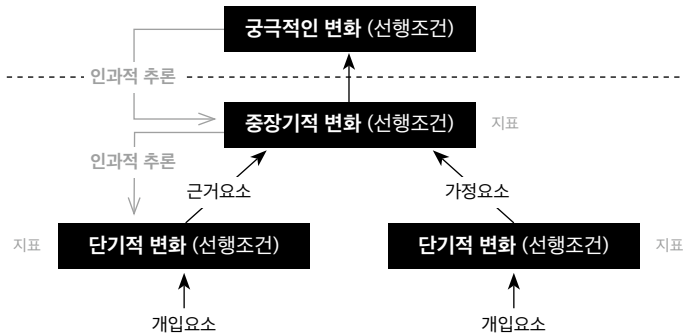 궁극적인 변화 (선행조건)
인과적 추론
중장기적 변화 (선행조건)
지표
인과적 추론
근거요소
가정요소
지표
단기적 변화 (선행조건)
단기적 변화 (선행조건)
지표
개입요소
개입요소